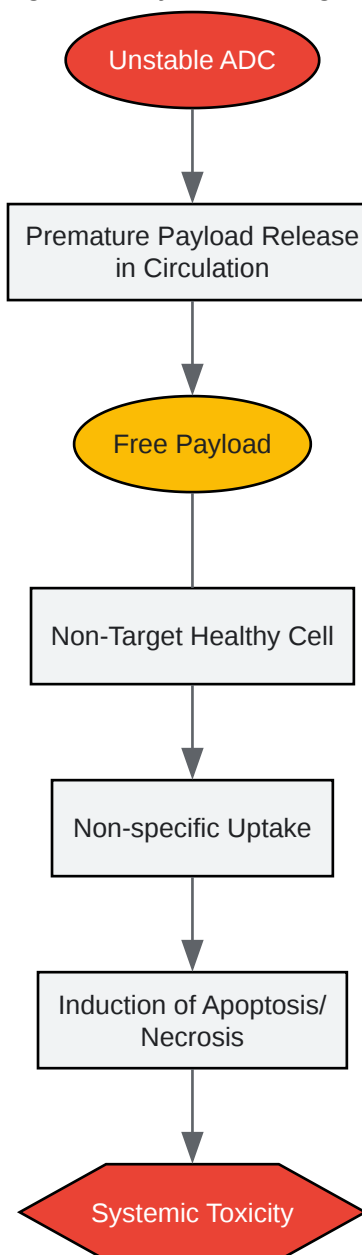 Unstable ADC
Premature Payload Release
in Circulation
Free Payload
Non-Target Healthy Cell
Non-specific Uptake
Induction of Apoptosis/
Necrosis
Systemic Toxicity